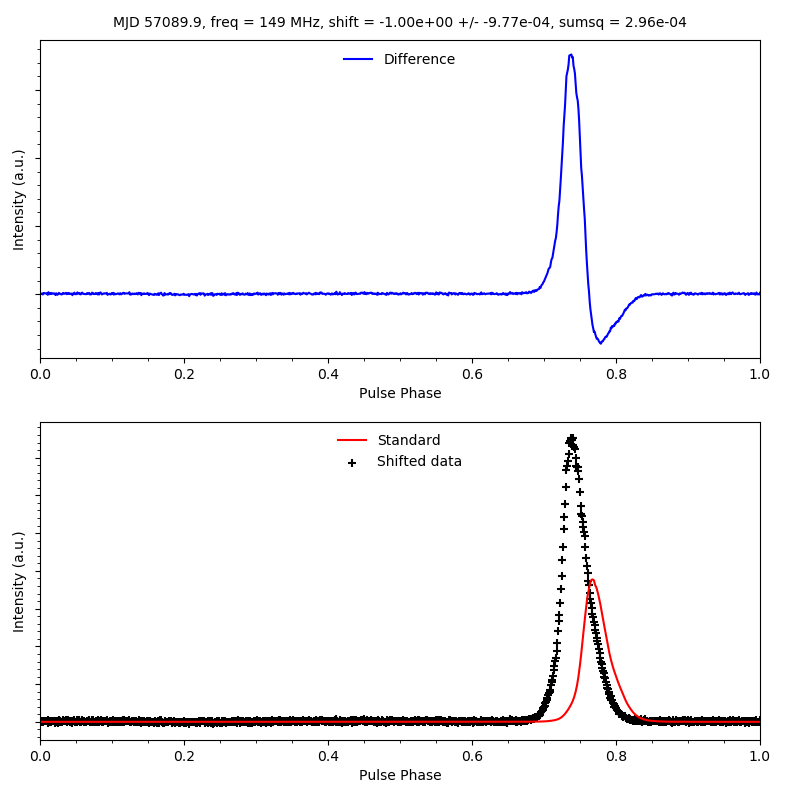 MJD 57089.9, freq = 149 MHz, shift = -1.00e+00 +/- -9.77e-04, sumsq = 2.96e-04
Difference
Intensity (a.u.)
0.0 0.2 0.4 0.6 0.8 1.0
Pulse Phase
Standard
Shifted data
Intensity (a.u.)
0.0 0.2 0.4 0.6 0.8 1.0
Pulse Phase